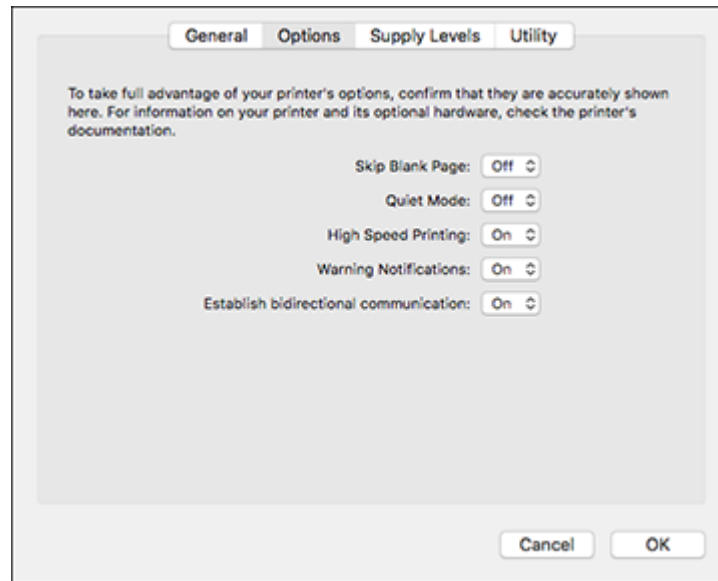 General Options Supply Levels Utility
To take full advantage of your printer's options, confirm that they are accurately shown
here. For information on your printer and its optional hardware, check the printer's
documentation.
Skip Blank Page: Off
Quiet Mode: Off
High Speed Printing: On
Warning Notifications: On
Establish bidirectional communication: On
Cancel OK